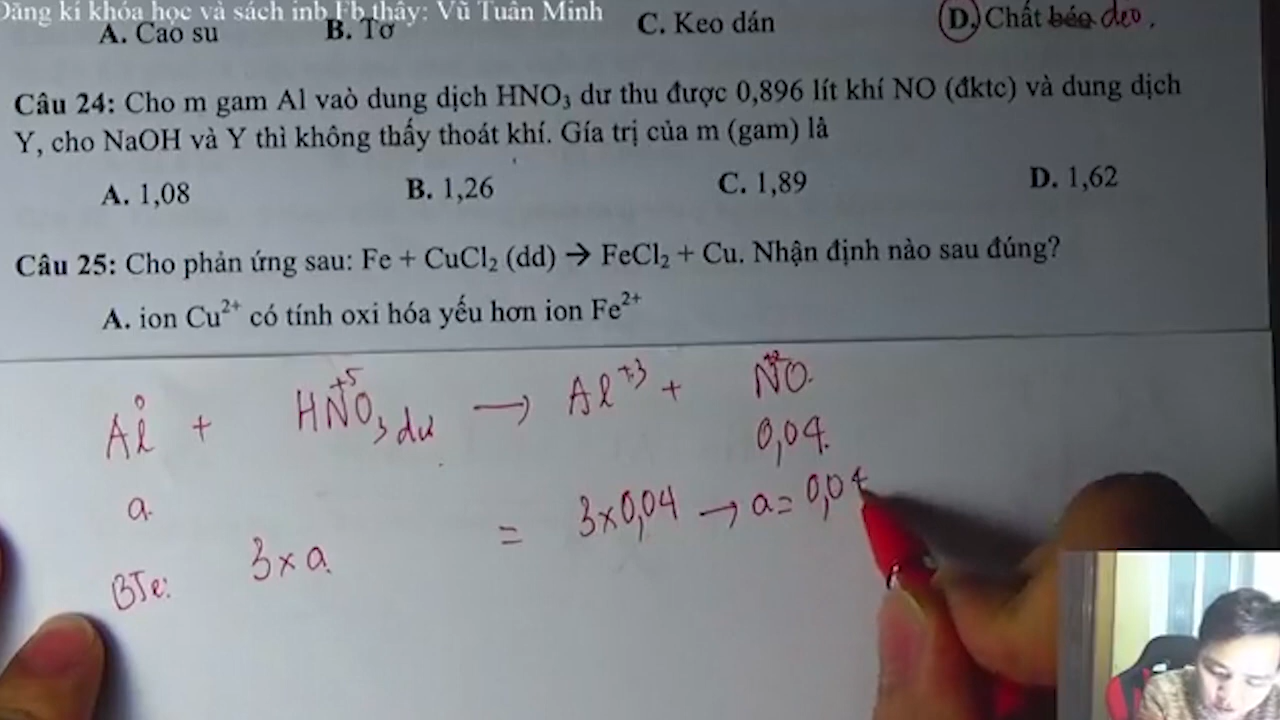 Đăng kí khóa học và sách inb Fb thầy: Vũ Tuấn Minh
A. Cao su B. Tơ C. Keo dán D. Chất béo dẻo.
Câu 24: Cho m gam Al vaò dung dịch HNO₃ dư thu được 0,896 lít khí NO (đktc) và dung dịch
Y, cho NaOH và Y thì không thấy thoát khí. Gía trị của m (gam) là
A. 1,08 B. 1,26 C. 1,89 D. 1,62
Câu 25: Cho phản ứng sau: Fe + CuCl₂ (dd) → FeCl₂ + Cu. Nhận định nào sau đúng?
A. ion Cu²⁺ có tính oxi hóa yếu hơn ion Fe²⁺
Al⁰ + HN⁺⁵O₃ dư → Al⁺³ + N⁺²O.
a 0,04.
BTe: 3 x a = 3 x 0,04 → a = 0,04